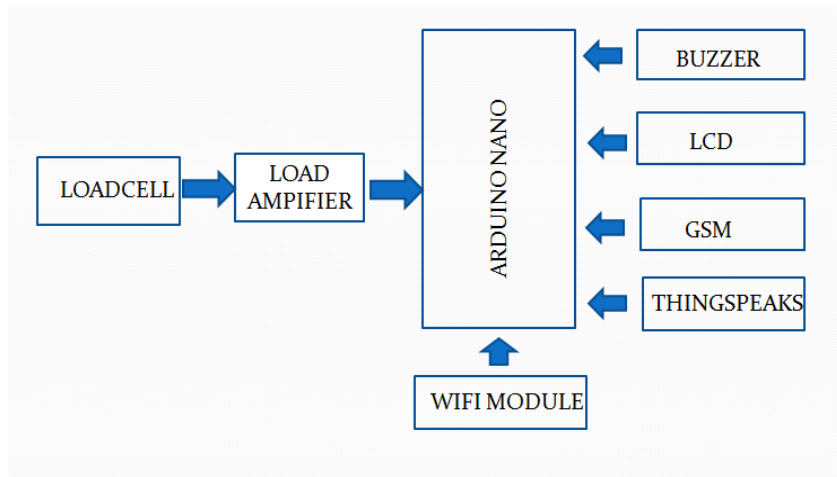 LOADCELL
LOAD
AMPIFIER
ARDUINO NANO
BUZZER
LCD
GSM
THINGSPEAKS
WIFI MODULE